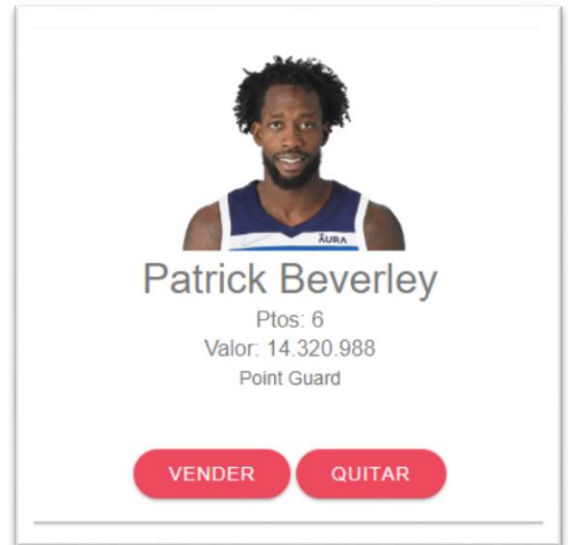 AURA
Patrick Beverley
Ptos: 6
Valor: 14.320.988
Point Guard
VENDER QUITAR